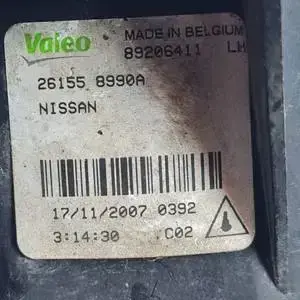 Valeo MADE IN BELGIUM
89206411 LH
26155 8990A
NISSAN
17/11/2007 0392
3:14:30 .C02